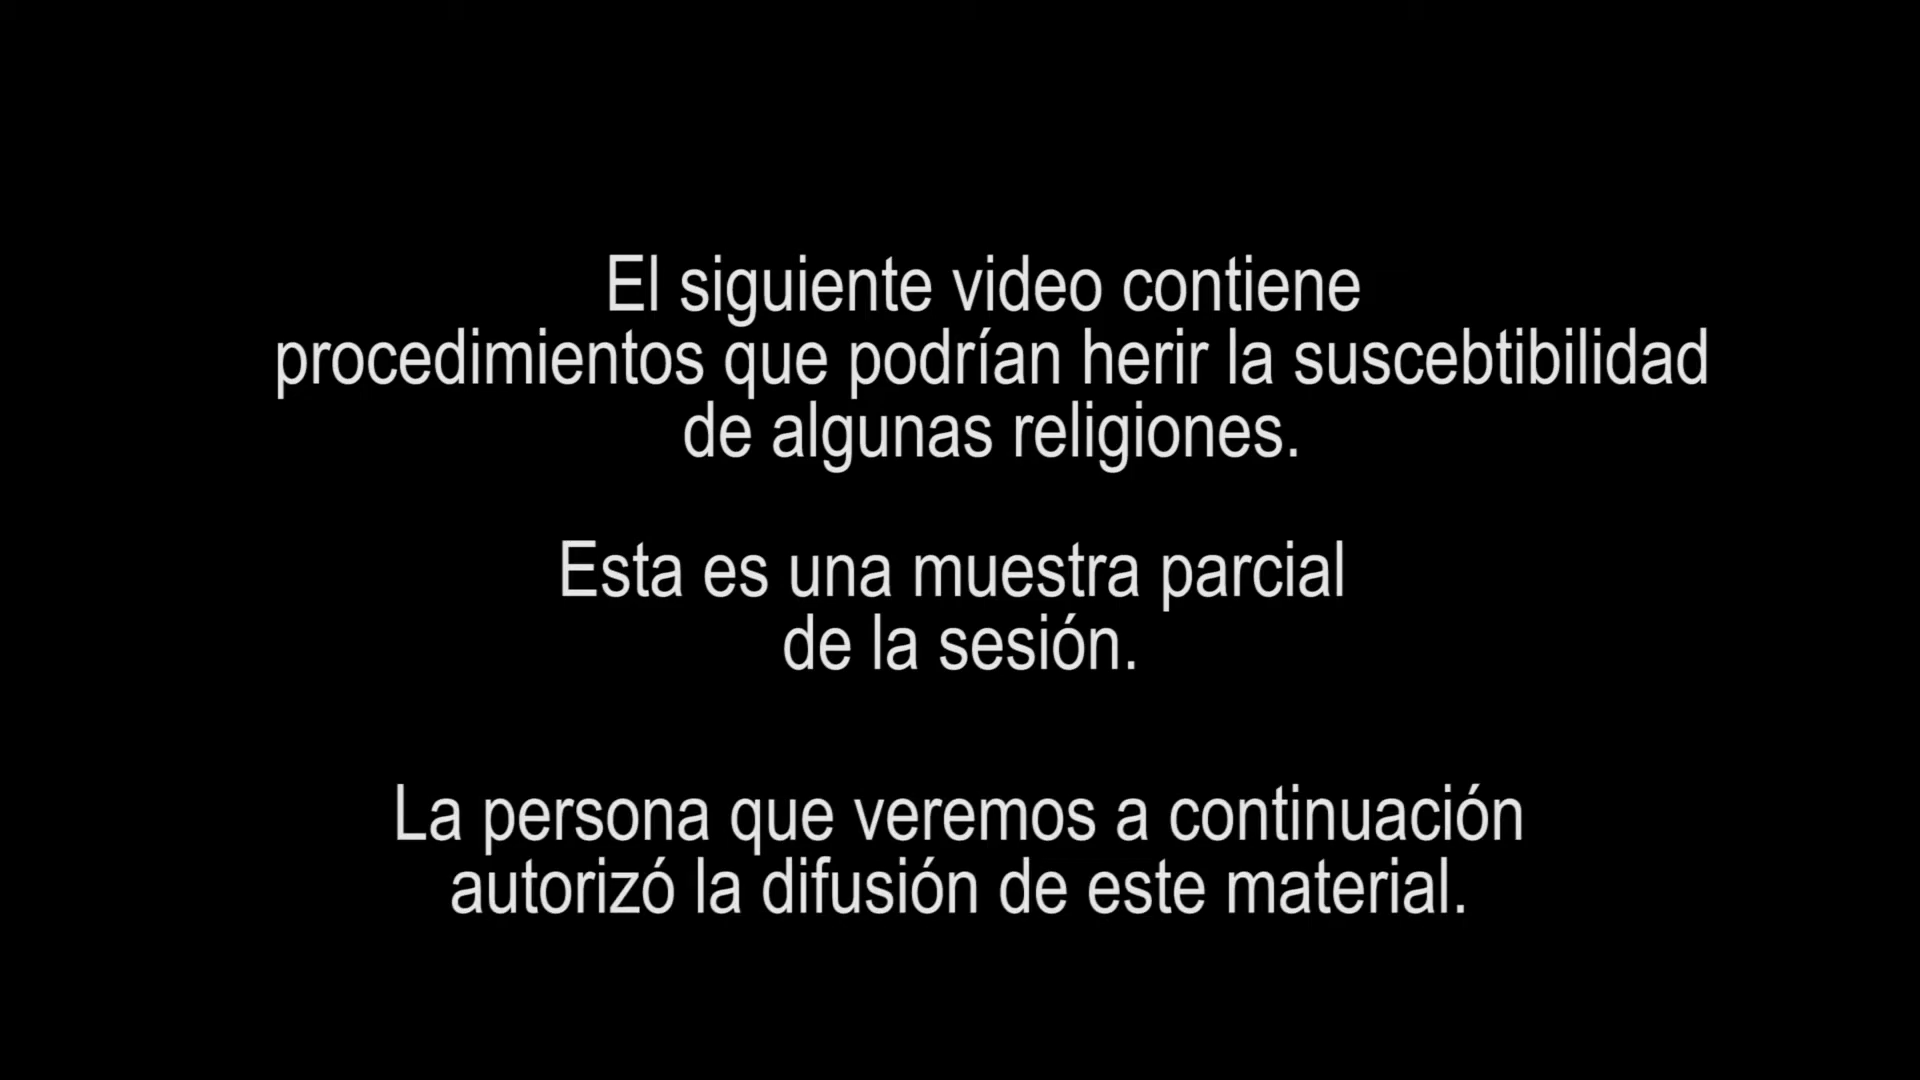 El siguiente video contiene
procedimientos que podrían herir la suscebtibilidad
de algunas religiones.
Esta es una muestra parcial
de la sesión.
La persona que veremos a continuación
autorizó la difusión de este material.